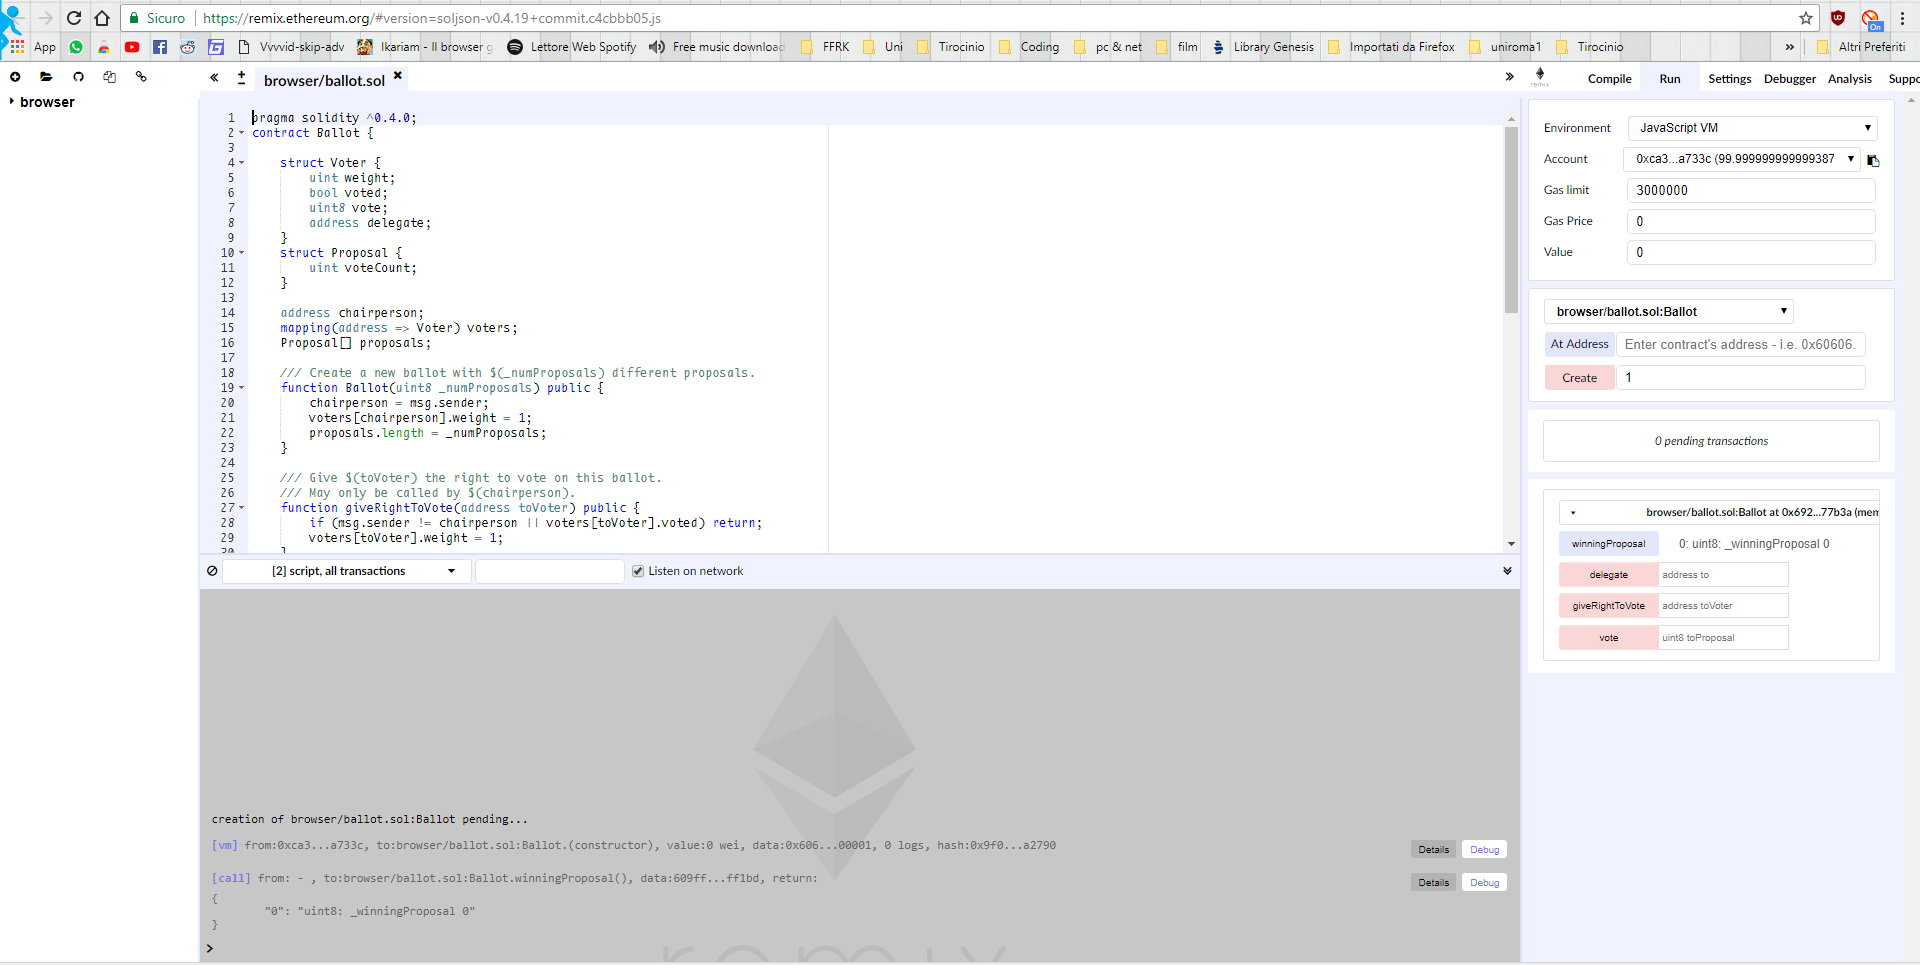 Sicuro https://remix.ethereum.org/#version=soljson-v0.4.19+commit.c4cbbb05.js
App Vvvvid-skip-adv Ikariam - Il browser g Lettore Web Spotify Free music download FFRK Uni Tirocinio Coding pc & net film Library Genesis Importati da Firefox uniroma1 Tirocinio » Altri Preferiti
On
browser
« ± browser/ballot.sol ✖ »
remix
Compile Run Settings Debugger Analysis Suppo
1 pragma solidity ^0.4.0;
2 contract Ballot {
3
4 struct Voter {
5 uint weight;
6 bool voted;
7 uint8 vote;
8 address delegate;
9 }
10 struct Proposal {
11 uint voteCount;
12 }
13
14 address chairperson;
15 mapping(address => Voter) voters;
16 Proposal[] proposals;
17
18 /// Create a new ballot with $(_numProposals) different proposals.
19 function Ballot(uint8 _numProposals) public {
20 chairperson = msg.sender;
21 voters[chairperson].weight = 1;
22 proposals.length = _numProposals;
23 }
24
25 /// Give $(toVoter) the right to vote on this ballot.
26 /// May only be called by $(chairperson).
27 function giveRightToVote(address toVoter) public {
28 if (msg.sender != chairperson || voters[toVoter].voted) return;
29 voters[toVoter].weight = 1;
30 }
[2] script, all transactions
Listen on network
creation of browser/ballot.sol:Ballot pending...
[vm] from:0xca3...a733c, to:browser/ballot.sol:Ballot.(constructor), value:0 wei, data:0x606...00001, 0 logs, hash:0x9f0...a2790
Details Debug
[call] from: - , to:browser/ballot.sol:Ballot.winningProposal(), data:609ff...ff1bd, return:
Details Debug
{
"0": "uint8: _winningProposal 0"
}
>
remix
Environment JavaScript VM
Account 0xca3...a733c (99.999999999999387
Gas limit 3000000
Gas Price 0
Value 0
browser/ballot.sol:Ballot
At Address Enter contract's address - i.e. 0x60606.
Create 1
0 pending transactions
browser/ballot.sol:Ballot at 0x692...77b3a (mem
winningProposal 0: uint8: _winningProposal 0
delegate address to
giveRightToVote address toVoter
vote uint8 toProposal